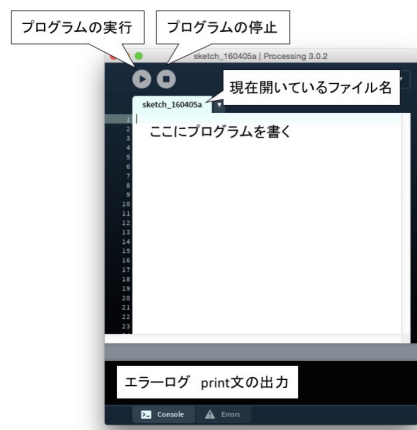 プログラムの実行
プログラムの停止
sketch_160405a | Processing 3.0.2
現在開いているファイル名
sketch_160405a
1
2
ここにプログラムを書く
3
4
5
6
7
8
9
10
11
12
13
14
15
16
17
18
19
20
21
22
23
エラーログ print文の出力
Console
Errors